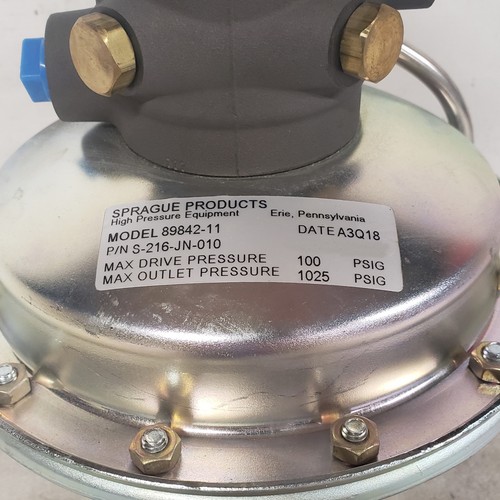 SPRAGUE PRODUCTS
High Pressure Equipment Erie, Pennsylvania
MODEL 89842-11 DATE A3Q18
P/N S-216-JN-010
MAX DRIVE PRESSURE 100 PSIG
MAX OUTLET PRESSURE 1025 PSIG